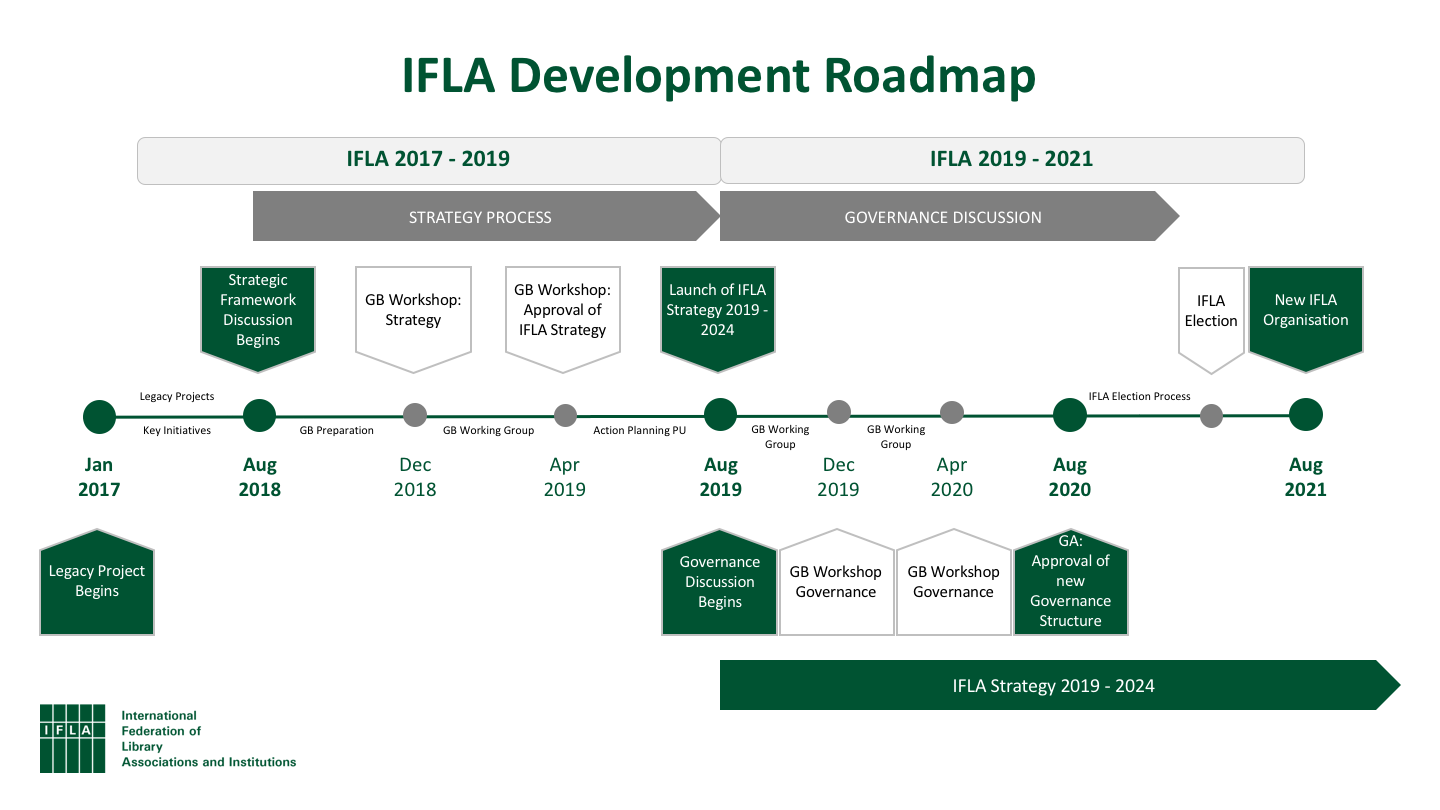 IFLA Development Roadmap
IFLA 2017 - 2019
IFLA 2019 - 2021
STRATEGY PROCESS
GOVERNANCE DISCUSSION
Strategic
Framework
Discussion
Begins
GB Workshop:
Strategy
GB Workshop:
Approval of
IFLA Strategy
Launch of IFLA
Strategy 2019 -
2024
IFLA
Election
New IFLA
Organisation
Legacy Projects
Key Initiatives
GB Preparation
GB Working Group
Action Planning PU
GB Working
Group
GB Working
Group
IFLA Election Process
Jan
2017
Aug
2018
Dec
2018
Apr
2019
Aug
2019
Dec
2019
Apr
2020
Aug
2020
Aug
2021
Legacy Project
Begins
Governance
Discussion
Begins
GB Workshop
Governance
GB Workshop
Governance
GA:
Approval of
new
Governance
Structure
IFLA Strategy 2019 - 2024
IFLA
International
Federation of
Library
Associations and Institutions